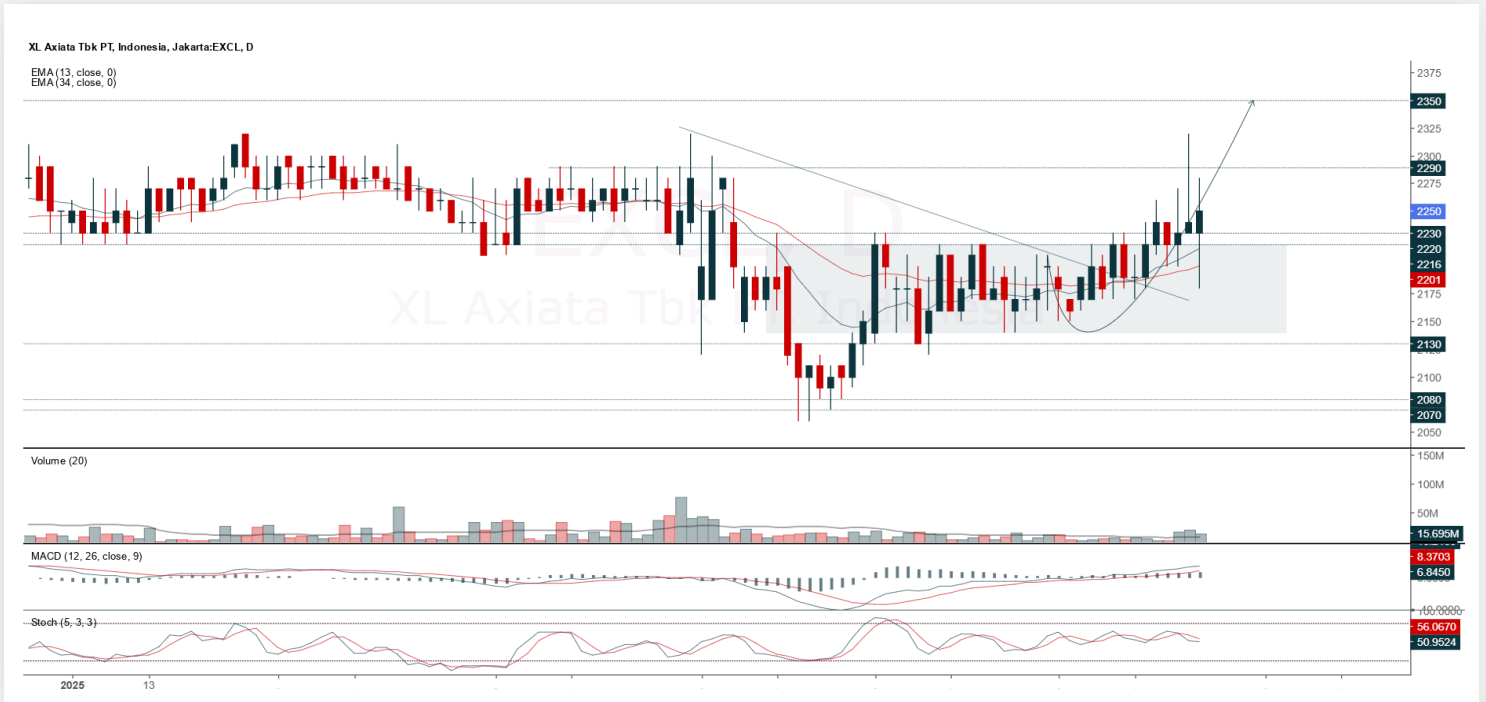 XL Axiata Tbk PT, Indonesia, Jakarta:EXCL, D
EMA (13, close, 0)
EMA (34, close, 0)
2375
2350
2325
2300
2290
2275
2250
2230
2220
2216
2201
2175
2150
2130
2100
2080
2070
2050
EXCL, D
XL Axiata Tbk PT, Indonesia
Volume (20)
150M
100M
50M
15.695M
MACD (12, 26, close, 9)
8.3703
6.8450
Stoch (5, 3, 3)
56.0670
50.9524
2025
13